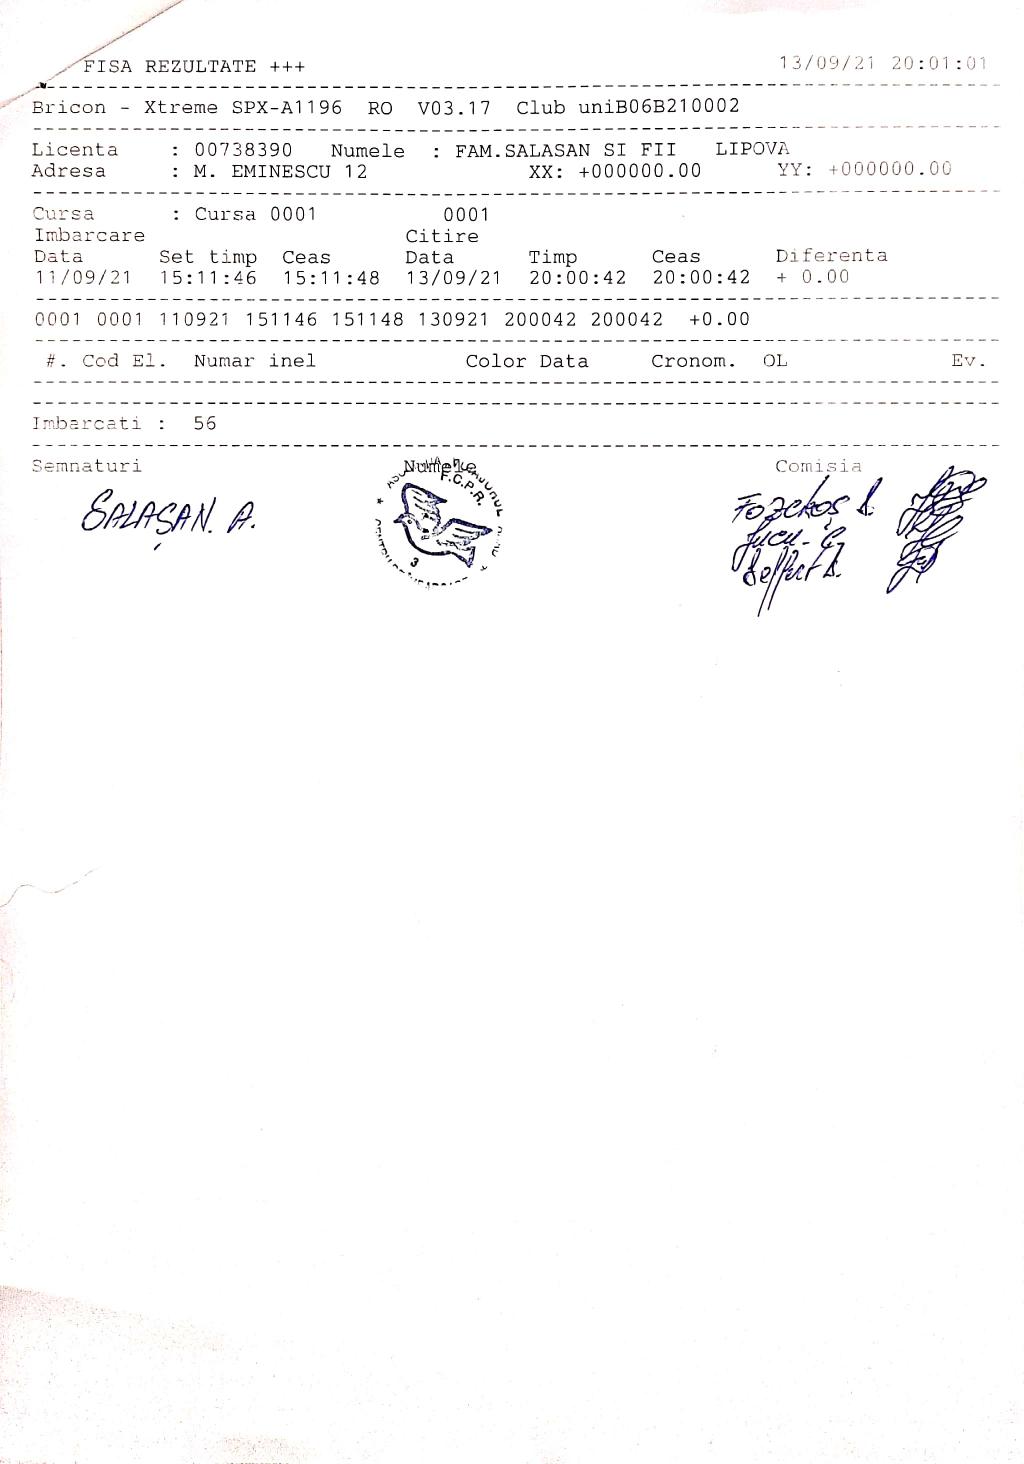 FISA REZULTATE +++ 13/09/21 20:01:01
Bricon - Xtreme SPX-A1196 RO V03.17 Club uniB06B210002
Licenta : 00738390 Numele : FAM.SALASAN SI FII LIPOVA
Adresa : M. EMINESCU 12 XX: +000000.00 YY: +000000.00
Cursa : Cursa 0001 0001
Imbarcare Citire
Data Set timp Ceas Data Timp Ceas Diferenta
11/09/21 15:11:46 15:11:48 13/09/21 20:00:42 20:00:42 + 0.00
0001 0001 110921 151146 151148 130921 200042 200042 +0.00
#. Cod El. Numar inel Color Data Cronom. OL Ev.
Imbarcati : 56
Semnaturi Numele Comisia
F.C.P.R.
SALAȘAN. A.
3